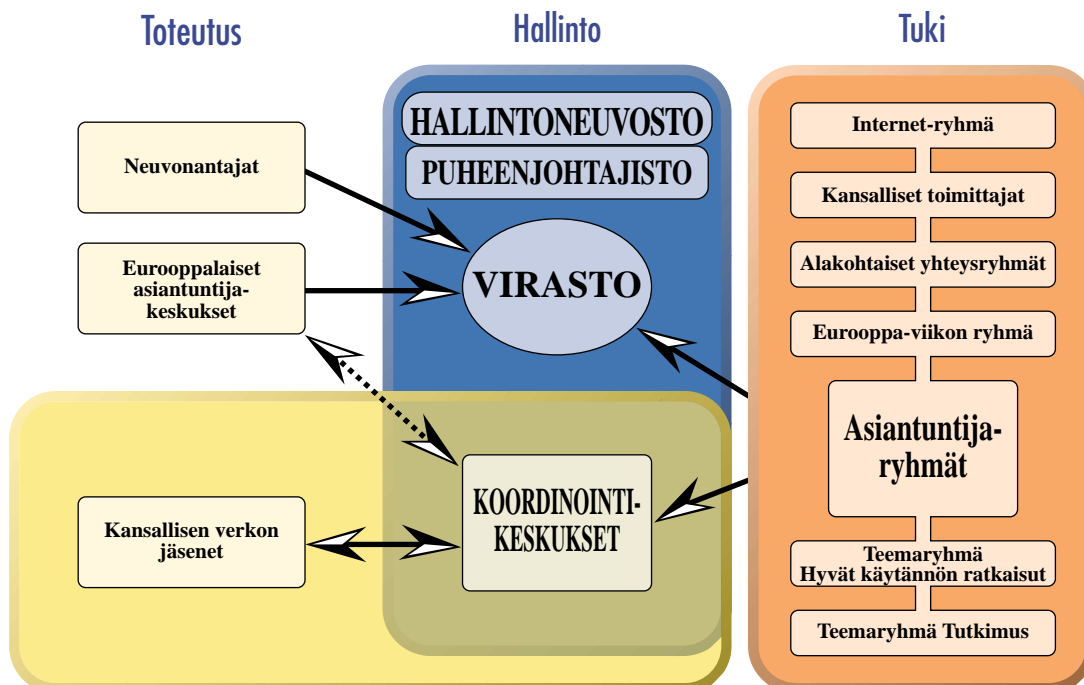 Toteutus
Hallinto
Tuki
Neuvonantajat
Eurooppalaiset
asiantuntija-
keskukset
Kansallisen verkon
jäsenet
HALLINTONEUVOSTO
PUHEENJOHTAJISTO
VIRASTO
KOORDINOINTI-
KESKUKSET
Internet-ryhmä
Kansalliset toimittajat
Alakohtaiset yhteysryhmät
Eurooppa-viikon ryhmä
Asiantuntija-
ryhmät
Teemaryhmä
Hyvät käytännön ratkaisut
Teemaryhmä Tutkimus